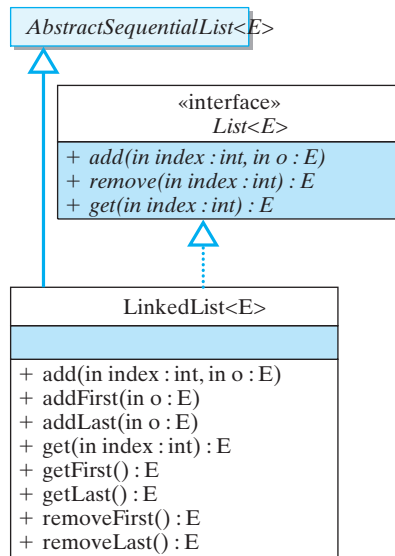 AbstractSequentialList<E>
«interface»
List<E>
+ add(in index : int, in o : E)
+ remove(in index : int) : E
+ get(in index : int) : E
LinkedList<E>
+ add(in index : int, in o : E)
+ addFirst(in o : E)
+ addLast(in o : E)
+ get(in index : int) : E
+ getFirst() : E
+ getLast() : E
+ removeFirst() : E
+ removeLast() : E